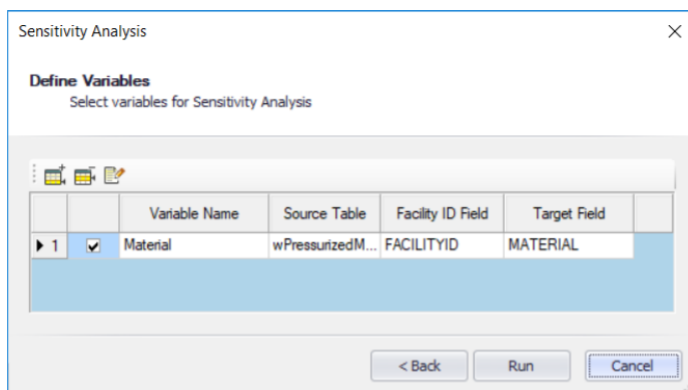 Sensitivity Analysis
Define Variables
Select variables for Sensitivity Analysis
Variable Name Source Table Facility ID Field Target Field
1 Material wPressurizedM... FACILITYID MATERIAL
< Back Run Cancel